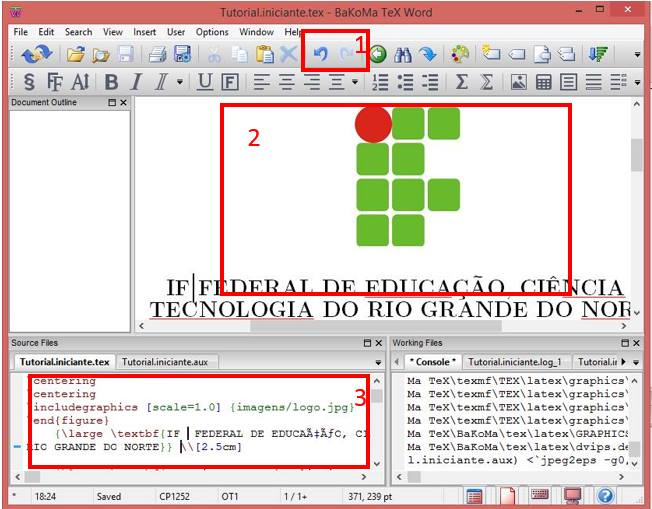 Tutorial.iniciante.tex - BaKoMa TeX Word
File Edit Search View Insert User Options Window Help
1
§ B I I U F Σ Σ
Document Outline
2
IF FEDERAL DE EDUCAÇÃO, CIÊNCIA
TECNOLOGIA DO RIO GRANDE DO NOR
Source Files
Tutorial.iniciante.tex Tutorial.iniciante.aux
centering
centering
includegraphics [scale=1.0] {imagens/logo.jpg}
end{figure}
{\large \textbf{IF FEDERAL DE EDUCAÃ‡ÃƒO, CI
RIO GRANDE DO NORTE}} \\[2.5cm]
3
Working Files
* Console * Tutorial.iniciante.log_1 Tutorial.ir
Ma TeX\texmf\TEX\latex\graphics\
Ma TeX\texmf\TEX\latex\graphics\
Ma TeX\texmf\TEX\latex\graphics\
Ma TeX\texmf\TEX\latex\graphics\
Ma TeX\BaKoMa\tex\latex\GRAPHICS
Ma TeX\BaKoMa\tex\latex\dvips.de
l.iniciante.aux) <`jpeg2eps -g0,
* 18:24 Saved CP1252 OT1 1 / 1+ 371, 239 pt